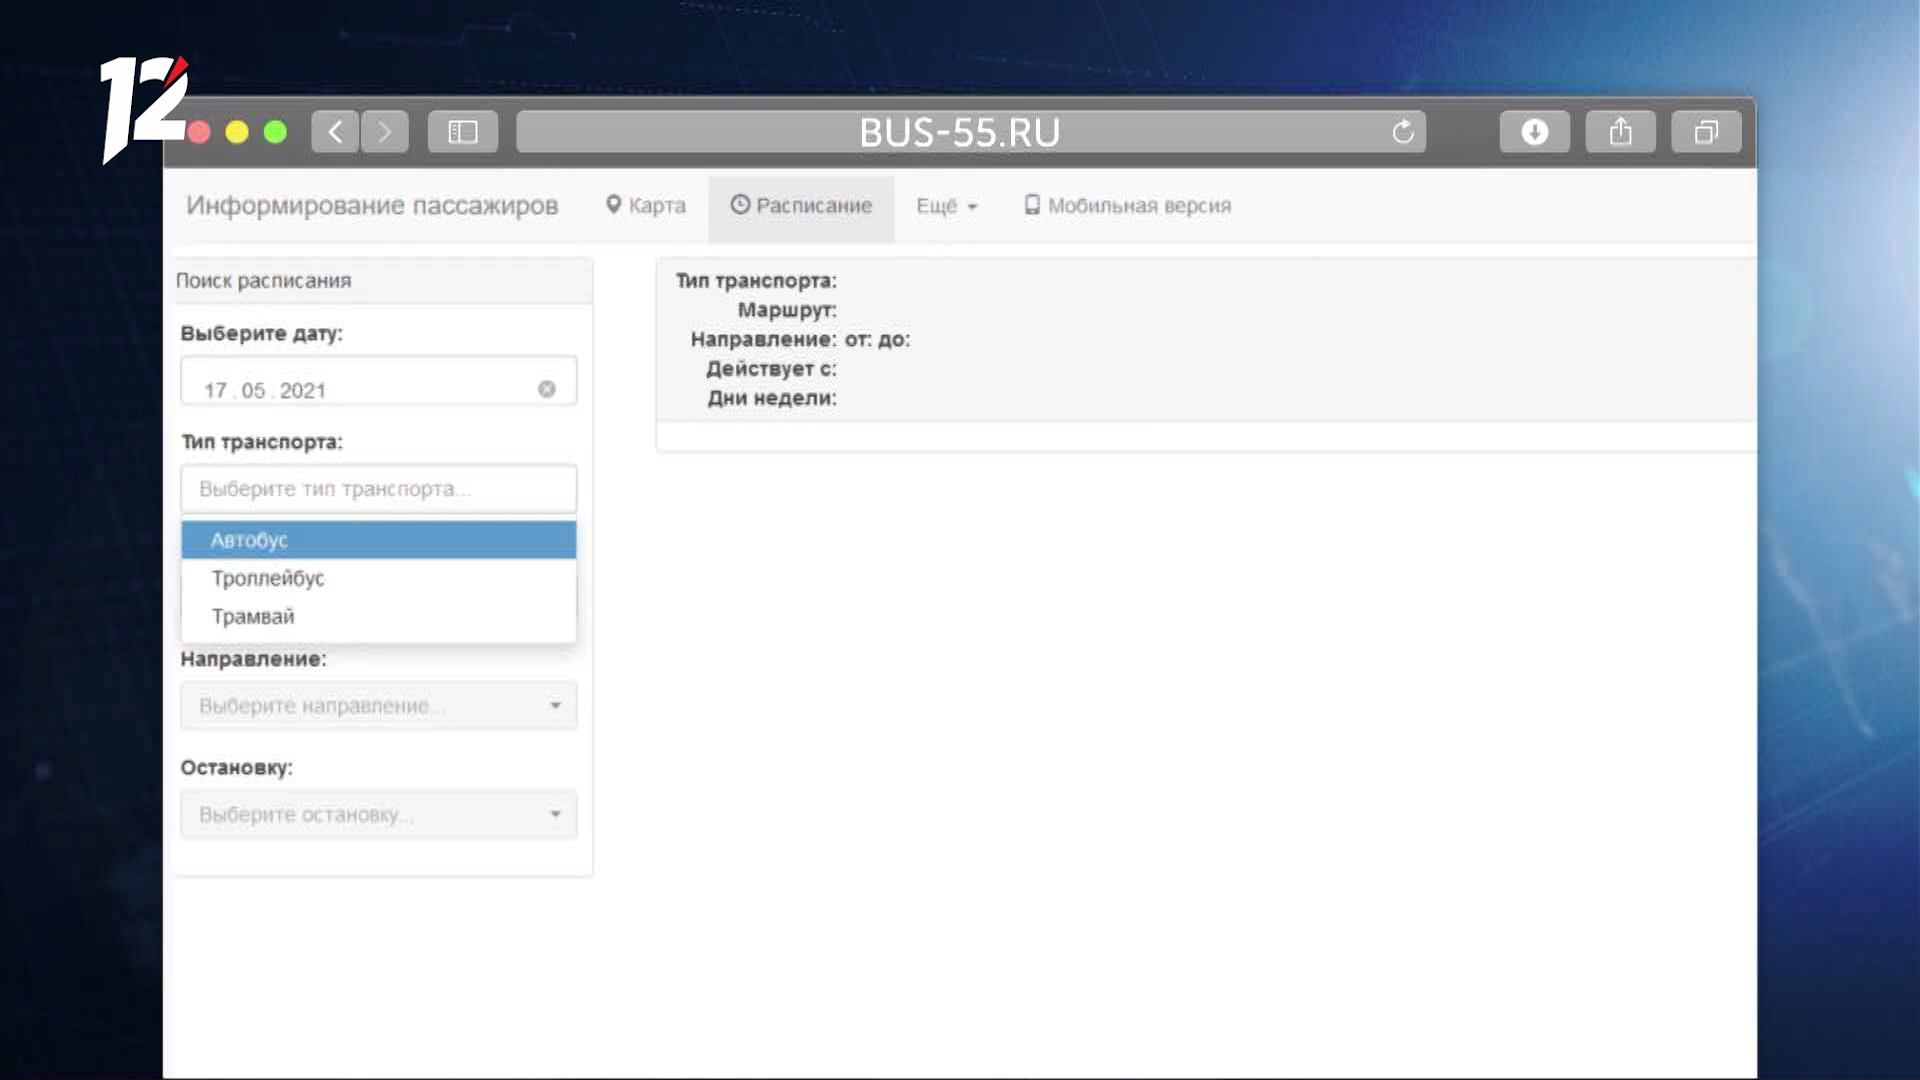 12
BUS-55.RU
Информирование пассажиров
Карта
Расписание
Ещё
Мобильная версия
Поиск расписания
Выберите дату:
17.05.2021
Тип транспорта:
Выберите тип транспорта...
Автобус
Троллейбус
Трамвай
Направление:
Выберите направление...
Остановку:
Выберите остановку...
Тип транспорта:
Маршрут:
Направление: от: до:
Действует с:
Дни недели: